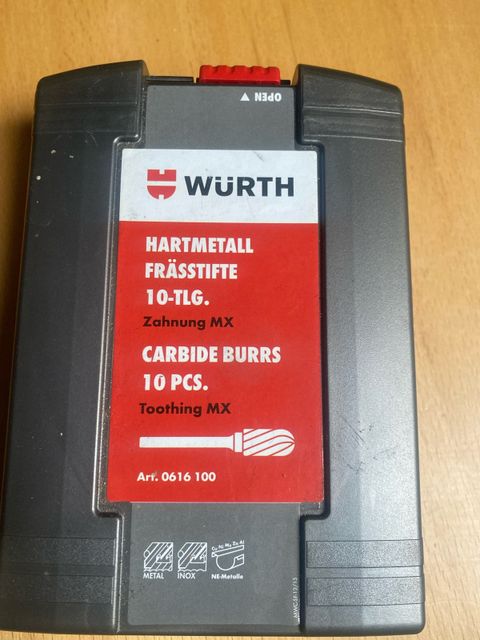 OPEN
WÜRTH
HARTMETALL
FRÄSSTIFTE
10-TLG.
Zahnung MX
CARBIDE BURRS
10 PCS.
Toothing MX
Art. 0616 100
METAL
INOX
NE-Metalle